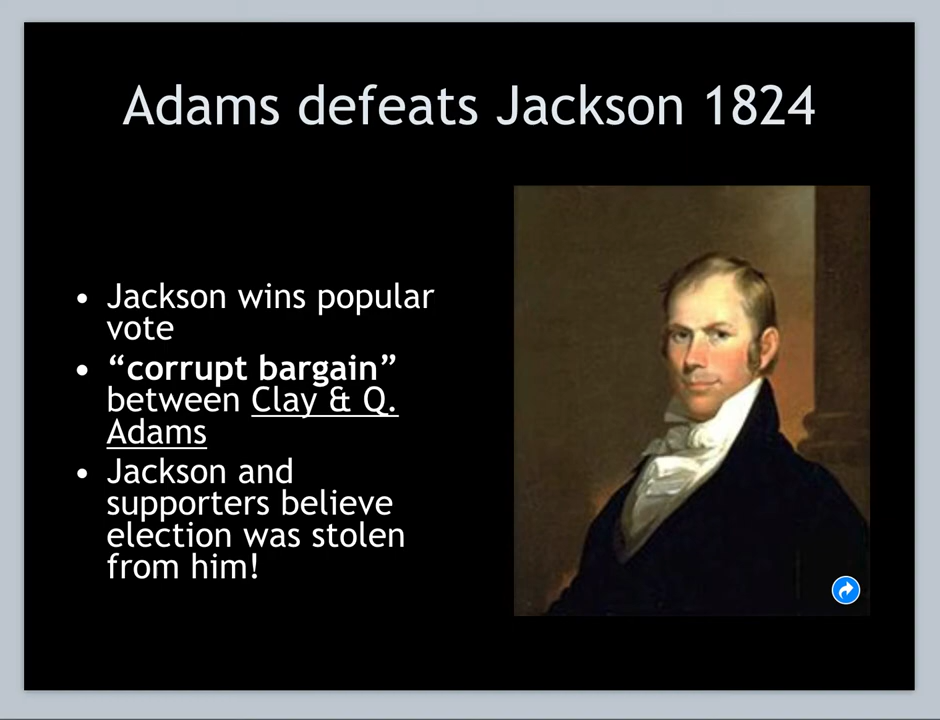 Adams defeats Jackson 1824
• Jackson wins popular
vote
• “corrupt bargain”
between Clay & Q.
Adams
• Jackson and
supporters believe
election was stolen
from him!